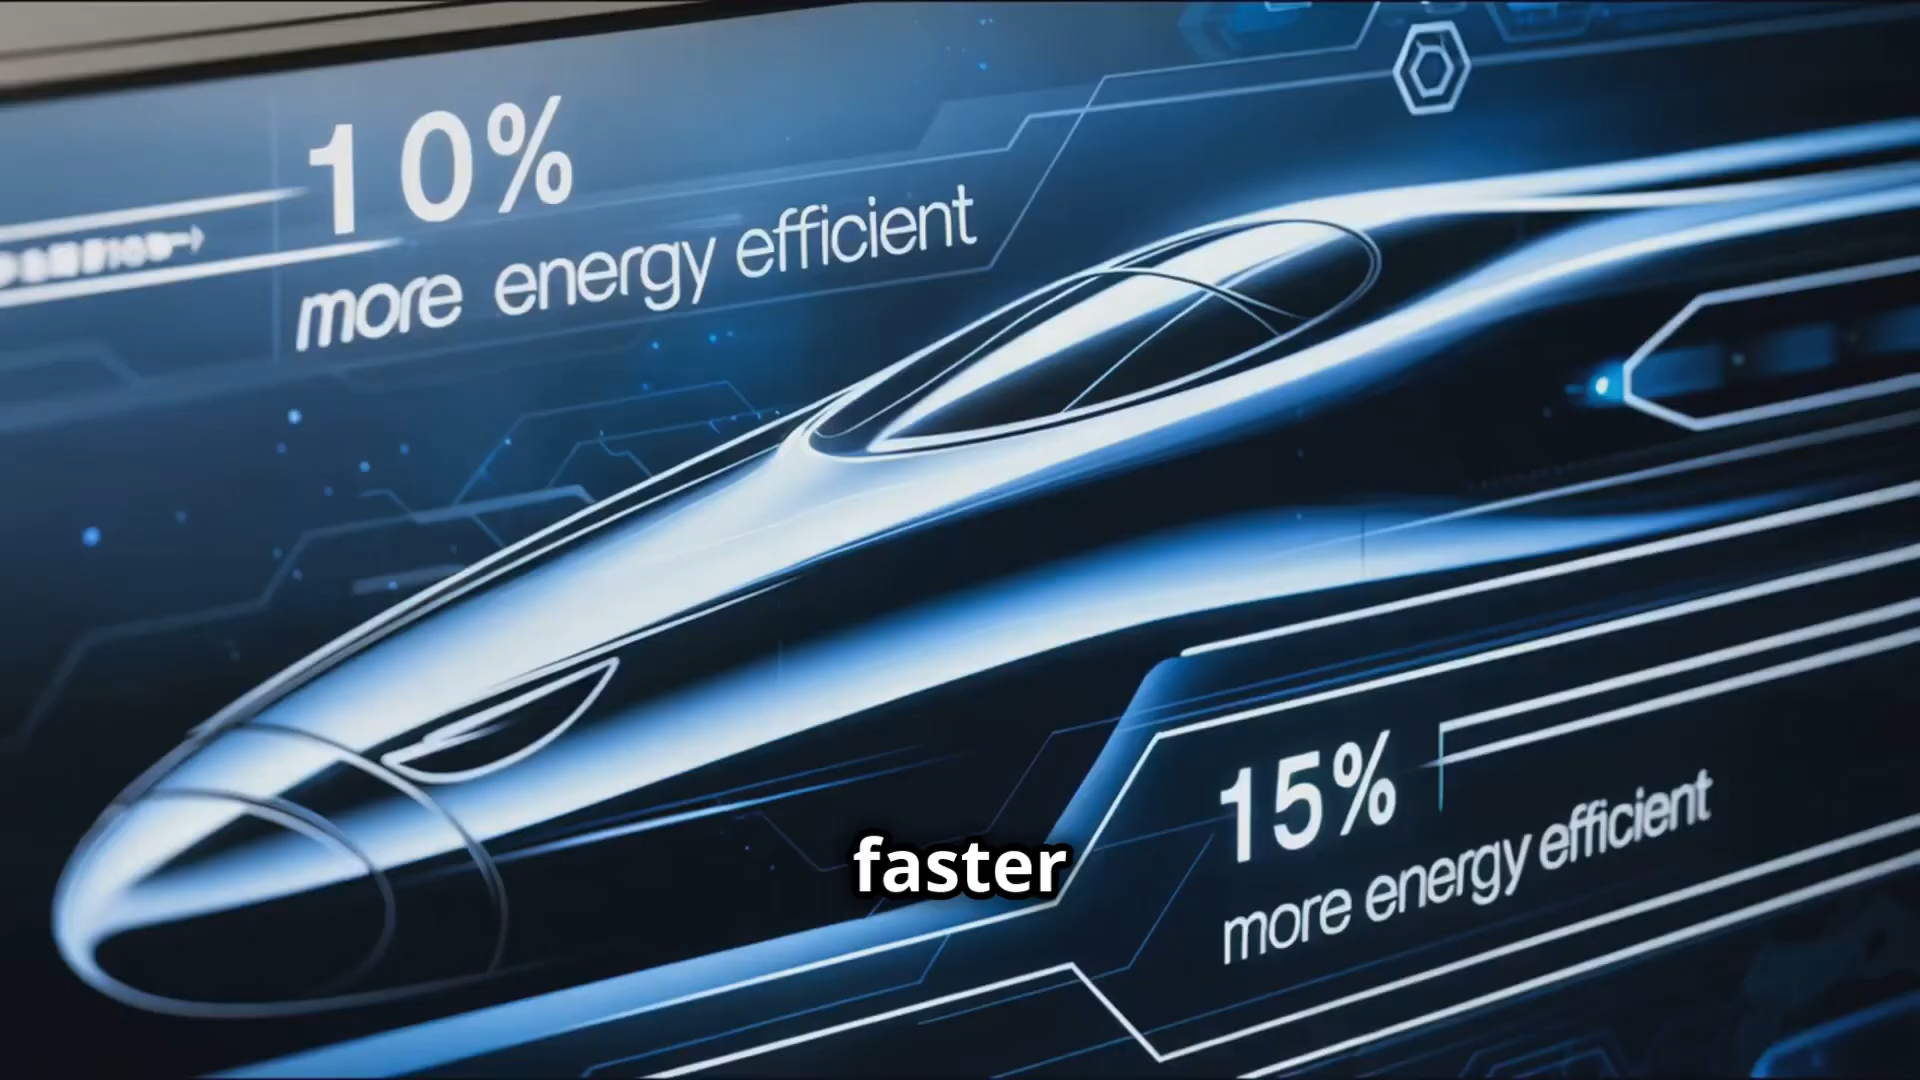 10%
more energy efficient
faster
15%
more energy efficient